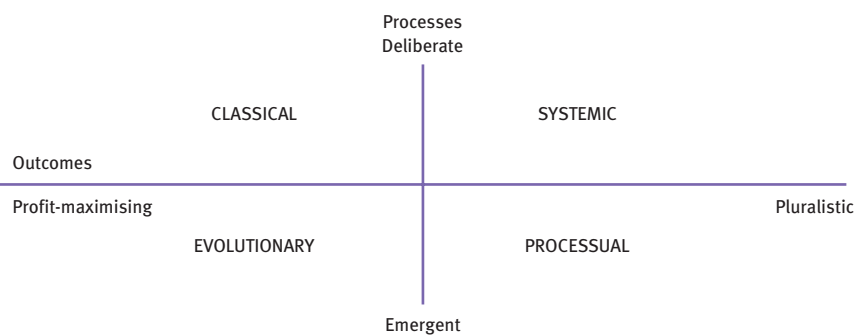 Processes
Deliberate
CLASSICAL
SYSTEMIC
Outcomes
Profit-maximising
Pluralistic
EVOLUTIONARY
PROCESSUAL
Emergent